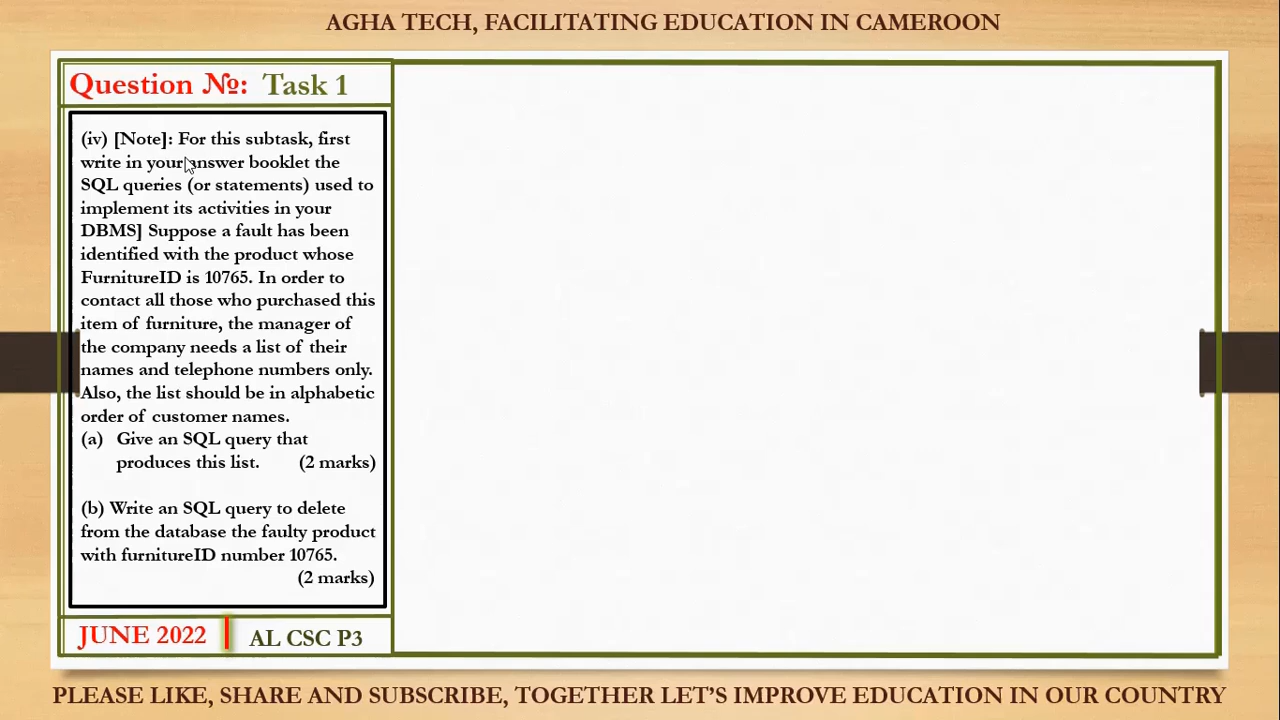 AGHA TECH, FACILITATING EDUCATION IN CAMEROON
Question №: Task 1
(iv) [Note]: For this subtask, first
write in your answer booklet the
SQL queries (or statements) used to
implement its activities in your
DBMS] Suppose a fault has been
identified with the product whose
FurnitureID is 10765. In order to
contact all those who purchased this
item of furniture, the manager of
the company needs a list of their
names and telephone numbers only.
Also, the list should be in alphabetic
order of customer names.
(a) Give an SQL query that
produces this list. (2 marks)
(b) Write an SQL query to delete
from the database the faulty product
with furnitureID number 10765.
(2 marks)
JUNE 2022 AL CSC P3
PLEASE LIKE, SHARE AND SUBSCRIBE, TOGETHER LET'S IMPROVE EDUCATION IN OUR COUNTRY